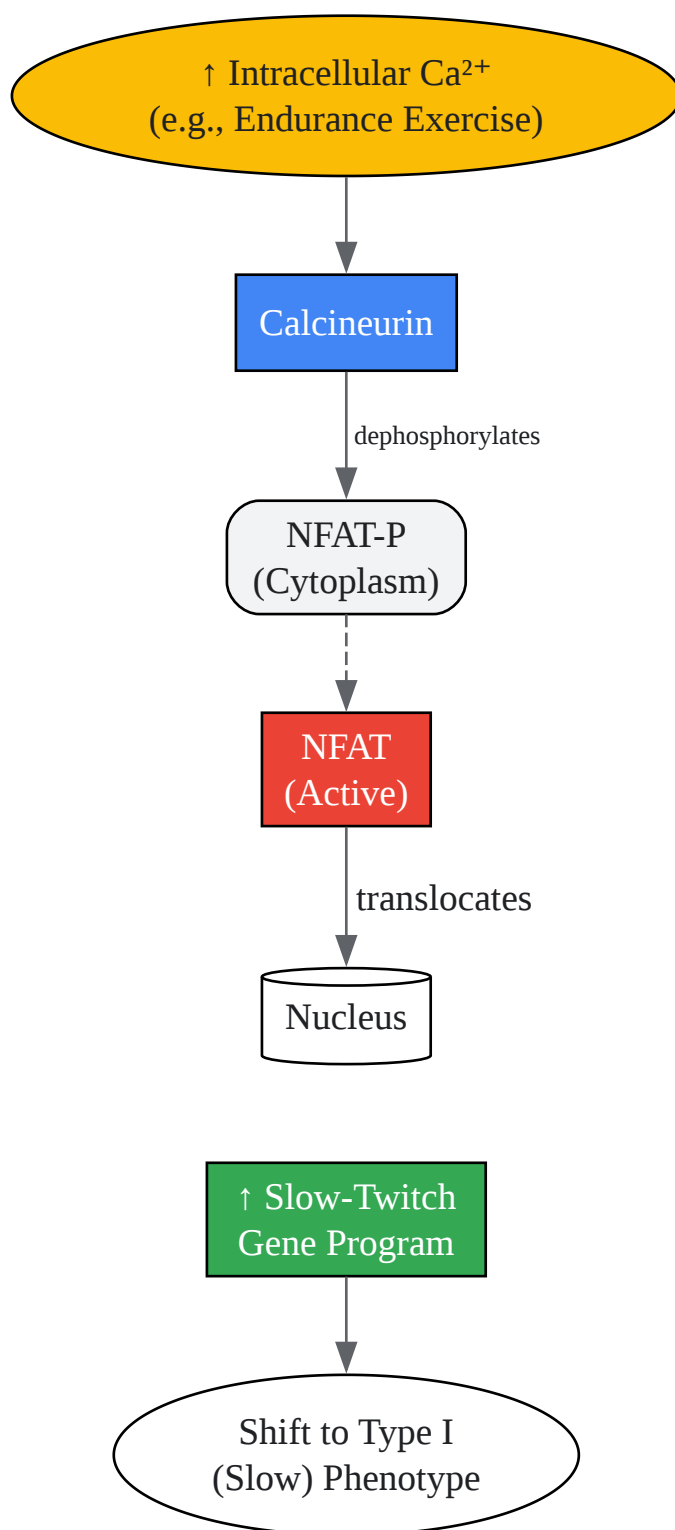 ↑ Intracellular Ca²⁺
(e.g., Endurance Exercise)
Calcineurin
dephosphorylates
NFAT-P
(Cytoplasm)
NFAT
(Active)
translocates
Nucleus
↑ Slow-Twitch
Gene Program
Shift to Type I
(Slow) Phenotype